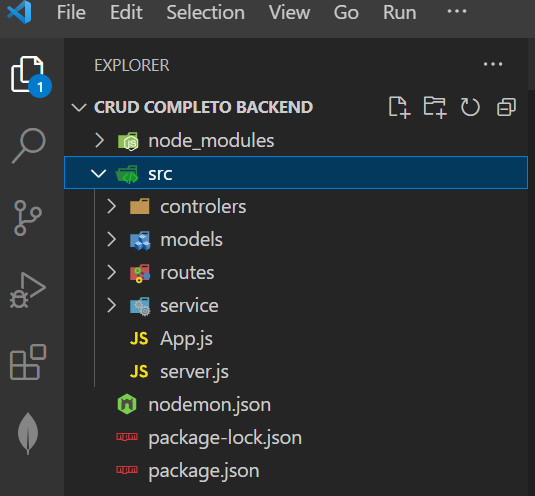 File Edit Selection View Go Run ···
EXPLORER ···
1
CRUD COMPLETO BACKEND
node_modules
src
controlers
models
routes
service
JS App.js
JS server.js
nodemon.json
package-lock.json
package.json